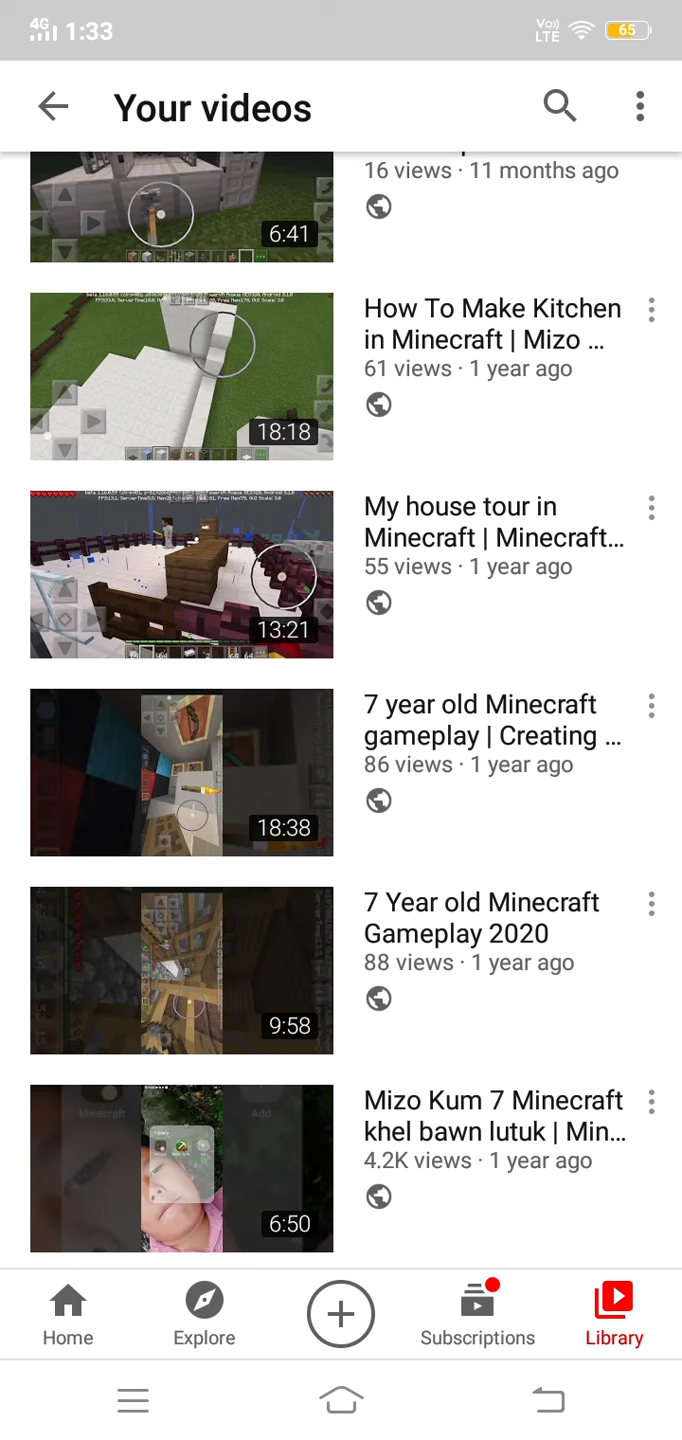 4G 1:33 Vo)) LTE 65
Your videos
16 views · 11 months ago
6:41
How To Make Kitchen
in Minecraft | Mizo ...
61 views · 1 year ago
18:18
My house tour in
Minecraft | Minecraft...
55 views · 1 year ago
13:21
7 year old Minecraft
gameplay | Creating ...
86 views · 1 year ago
18:38
7 Year old Minecraft
Gameplay 2020
88 views · 1 year ago
9:58
Minecraft Add
Mizo Kum 7 Minecraft
khel bawn lutuk | Min...
4.2K views · 1 year ago
6:50
Home Explore Subscriptions Library